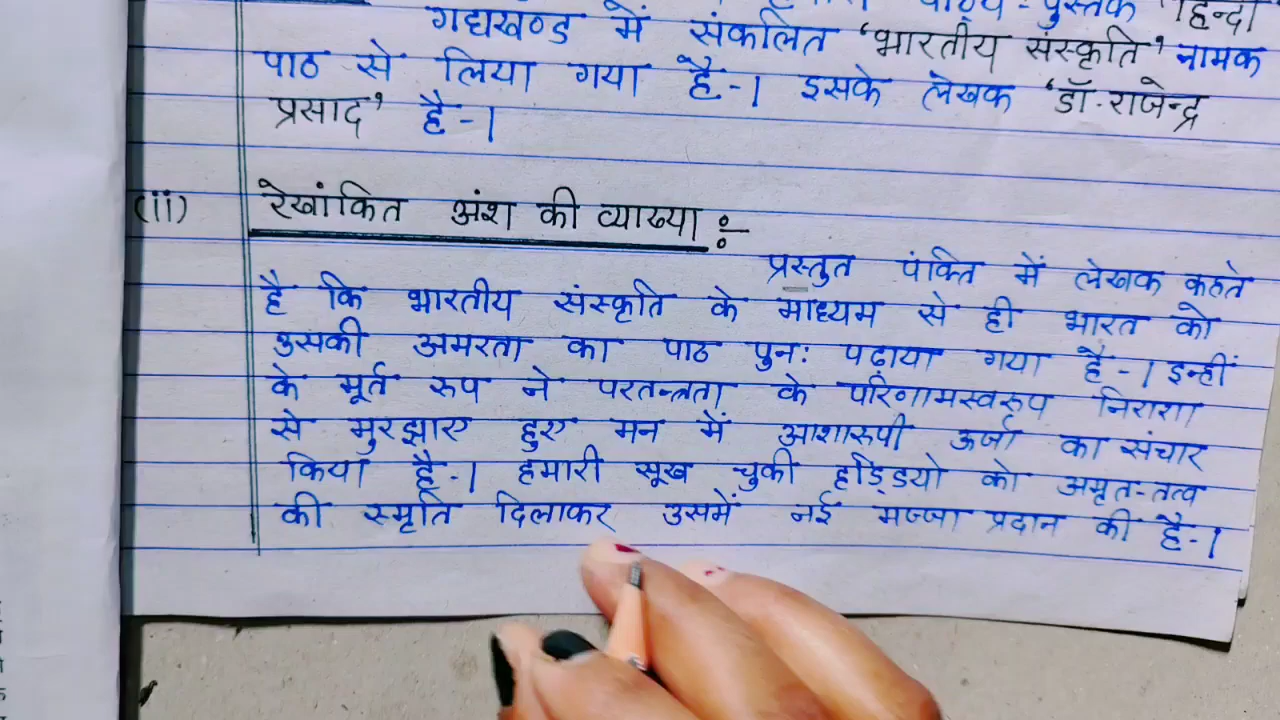 पाठ्य-पुस्तक 'हिन्दी
गद्यखण्ड में संकलित 'भारतीय संस्कृति' नामक
पाठ से लिया गया है-। इसके लेखक 'डॉ. राजेन्द्र
प्रसाद' है-।
(ii) रेखांकित अंश की व्याख्या :-
प्रस्तुत पंक्ति में लेखक कहते
है कि भारतीय संस्कृति के माध्यम से ही भारत को
उसकी अमरता का पाठ पुनः पढ़ाया गया है-। इन्हीं
के मूर्त रुप ने परतन्त्रता के परिणामस्वरुप निराशा
से मुरझाए हुए मन में आशारुपी ऊर्जा का संचार
किया है-। हमारी सूख चुकी हड्डियो को अमृत-तत्व
की स्मृति दिलाकर उसमें नई मज्जा प्रदान की है-।